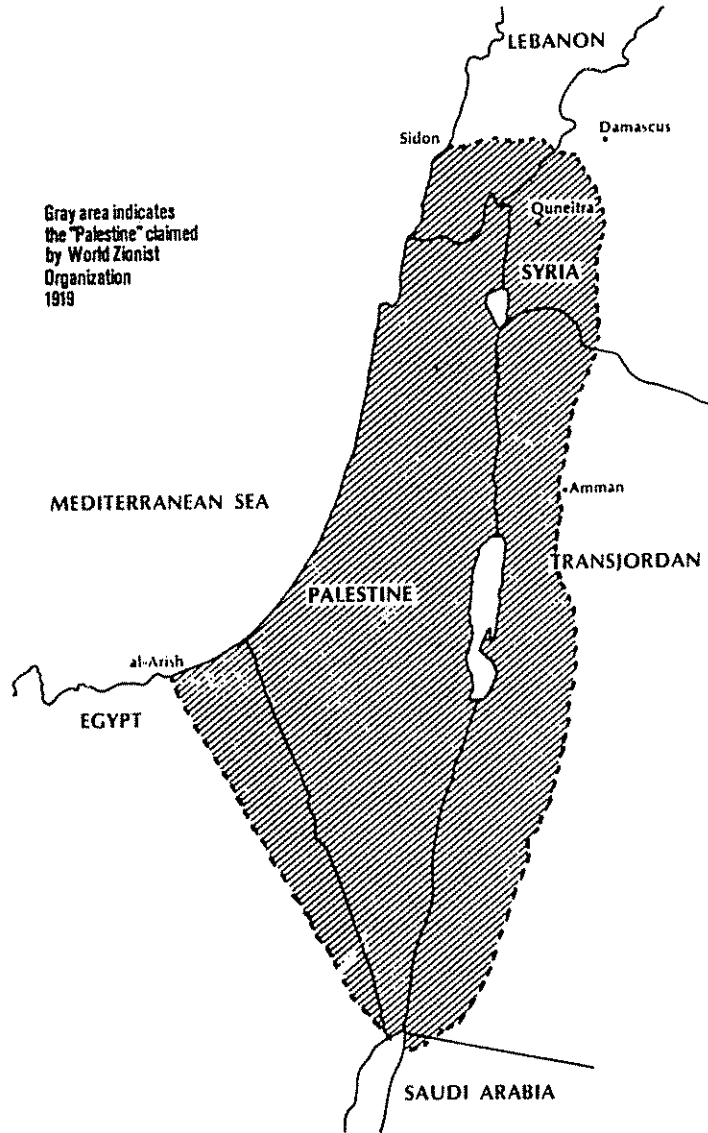 LEBANON
Sidon
Damascus
Gray area indicates
the "Palestine" claimed
by World Zionist
Organization
1919
Quneitra
SYRIA
MEDITERRANEAN SEA
Amman
TRANSJORDAN
PALESTINE
al-Arish
EGYPT
SAUDI ARABIA